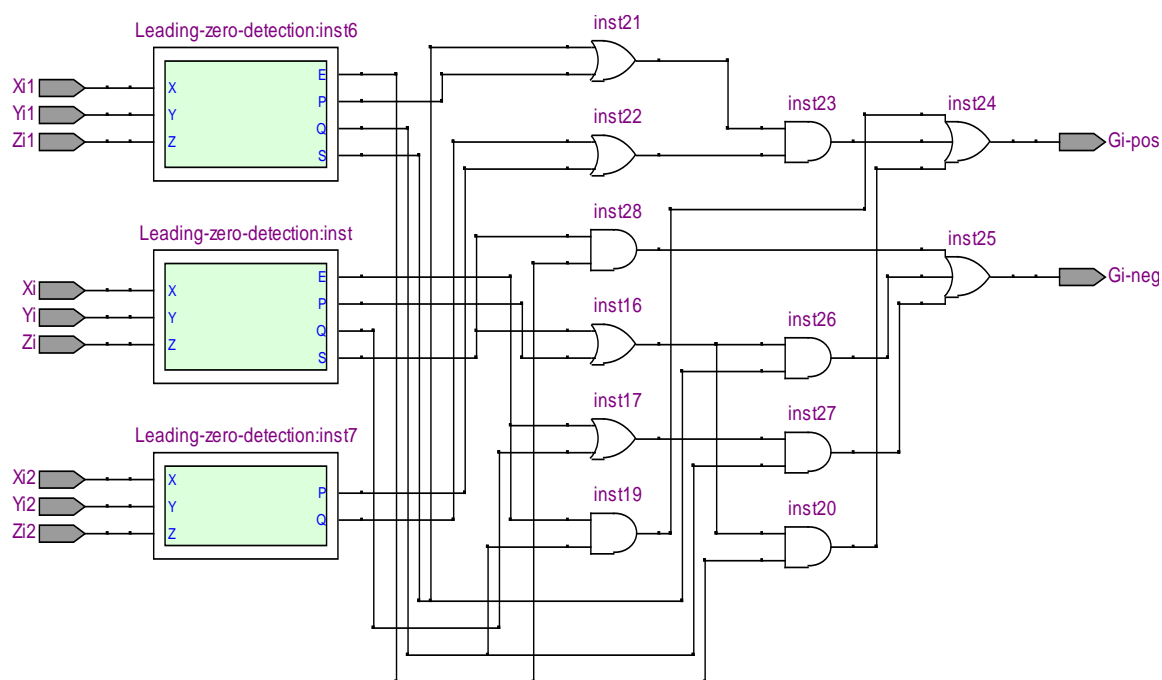 Leading-zero-detection:inst6
Xi1
Yi1
Zi1
X
Y
Z
E
P
Q
S
inst21
inst22
inst23
inst24
Gi-pos
Leading-zero-detection:inst
Xi
Yi
Zi
X
Y
Z
E
P
Q
S
inst28
inst16
inst26
inst25
Gi-neg
Leading-zero-detection:inst7
Xi2
Yi2
Zi2
X
Y
Z
P
Q
inst17
inst27
inst19
inst20